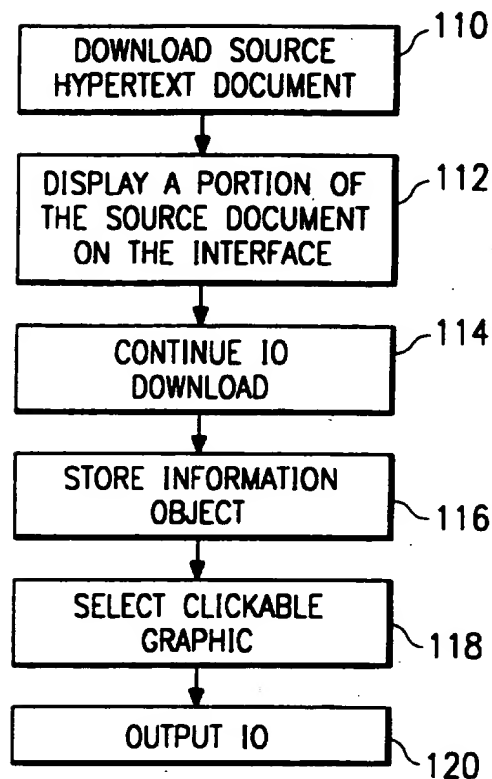 DOWNLOAD SOURCE
HYPERTEXT DOCUMENT
110
DISPLAY A PORTION OF
THE SOURCE DOCUMENT
ON THE INTERFACE
112
CONTINUE IO
DOWNLOAD
114
STORE INFORMATION
OBJECT
116
SELECT CLICKABLE
GRAPHIC
118
OUTPUT IO
120